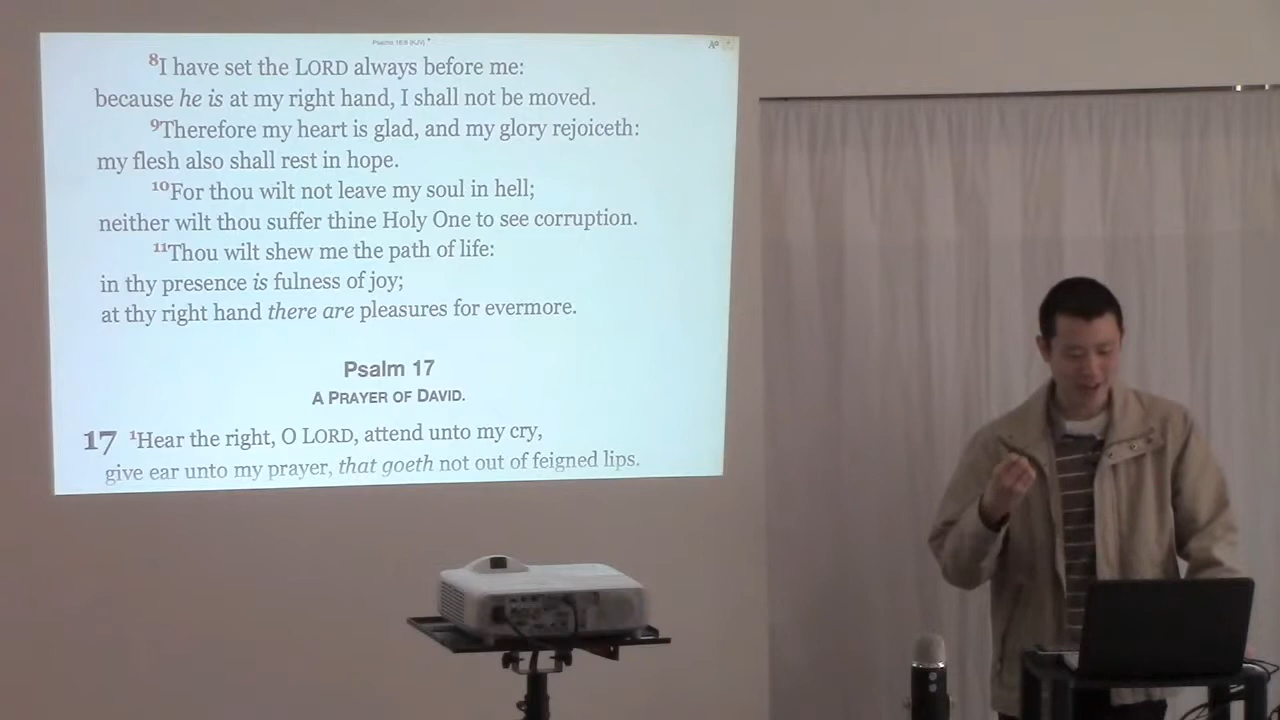 Psalms 16:8 (KJV)
8I have set the LORD always before me:
because he is at my right hand, I shall not be moved.
9Therefore my heart is glad, and my glory rejoiceth:
my flesh also shall rest in hope.
10For thou wilt not leave my soul in hell;
neither wilt thou suffer thine Holy One to see corruption.
11Thou wilt shew me the path of life:
in thy presence is fulness of joy;
at thy right hand there are pleasures for evermore.
Psalm 17
A PRAYER OF DAVID.
17 1Hear the right, O LORD, attend unto my cry,
give ear unto my prayer, that goeth not out of feigned lips.